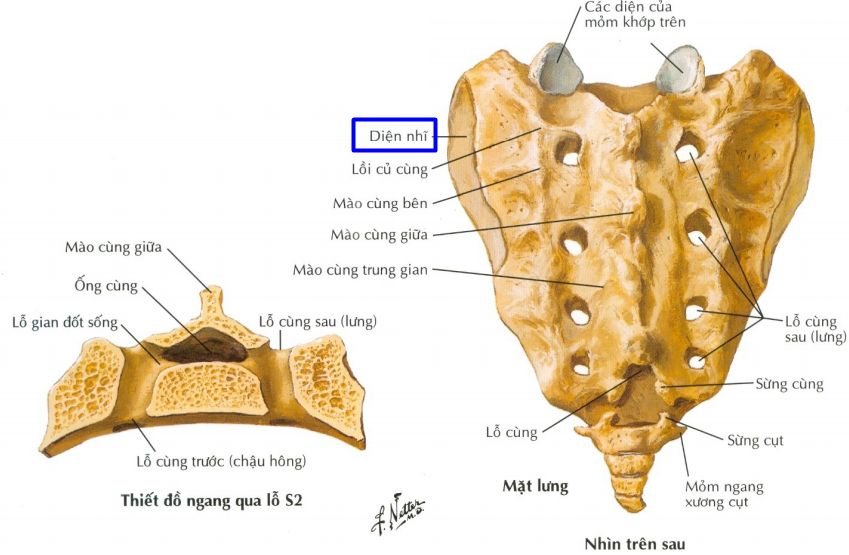 Các diện của
mỏm khớp trên
Diện nhĩ
Lồi củ cùng
Mào cùng bên
Mào cùng giữa
Mào cùng trung gian
Mào cùng giữa
Ống cùng
Lỗ gian đốt sống
Lỗ cùng sau (lưng)
Lỗ cùng
sau (lưng)
Sừng cùng
Lỗ cùng
Sừng cụt
Lỗ cùng trước (chậu hông)
Mỏm ngang
xương cụt
Mặt lưng
Thiết đồ ngang qua lỗ S2
F. Netter
M.D.
Nhìn trên sau